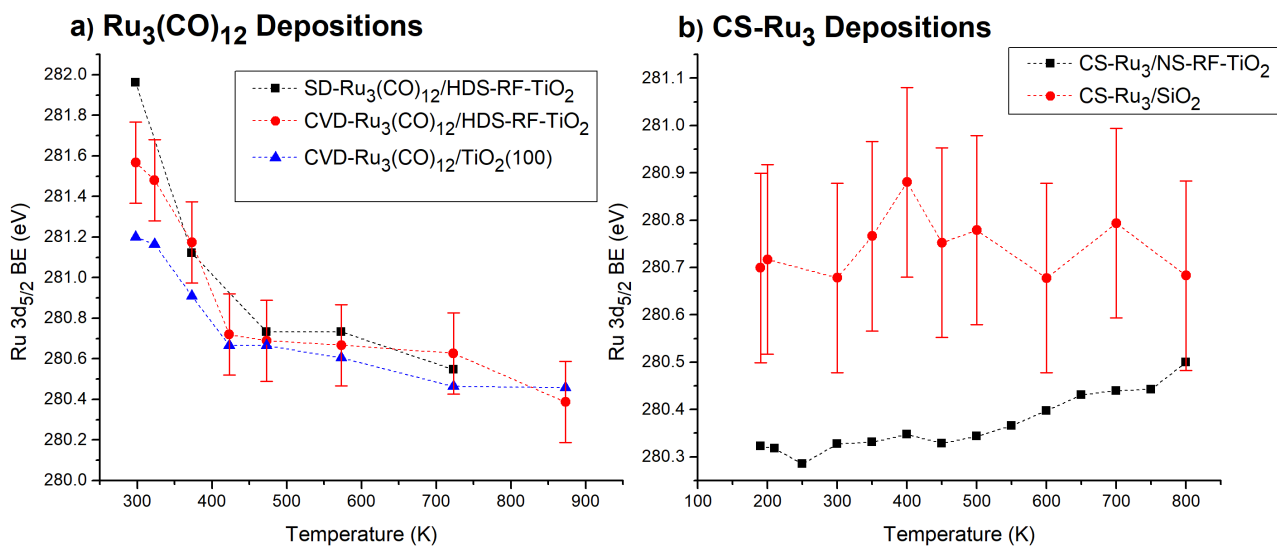 a) Ru3(CO)12 Depositions
Ru 3d5/2 BE (eV)
282.0
281.8
281.6
281.4
281.2
281.0
280.8
280.6
280.4
280.2
280.0
SD-Ru3(CO)12/HDS-RF-TiO2
CVD-Ru3(CO)12/HDS-RF-TiO2
CVD-Ru3(CO)12/TiO2(100)
300 400 500 600 700 800 900
Temperature (K)
b) CS-Ru3 Depositions
Ru 3d5/2 BE (eV)
281.1
281.0
280.9
280.8
280.7
280.6
280.5
280.4
280.3
CS-Ru3/NS-RF-TiO2
CS-Ru3/SiO2
100 200 300 400 500 600 700 800
Temperature (K)